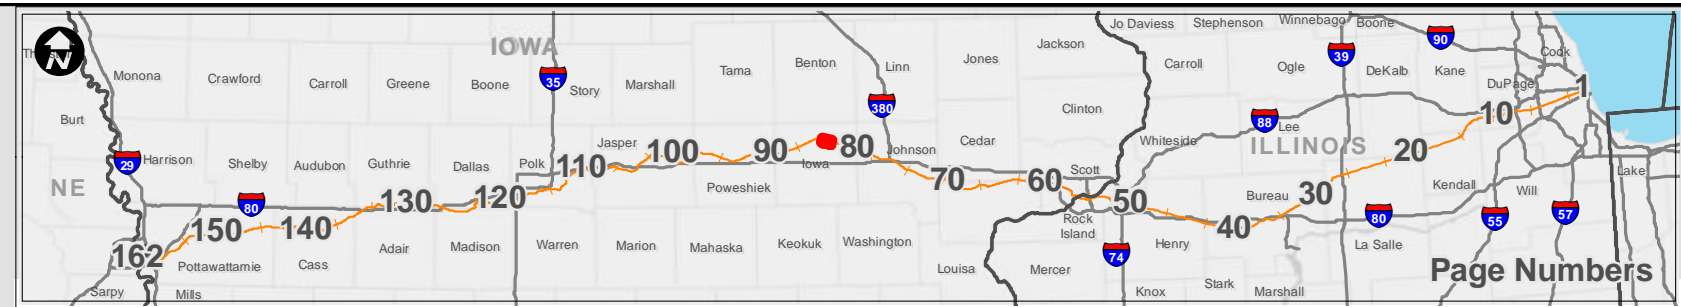 Jo Daviess
Stephenson
Winnebago
Boone
90
IOWA
N
Monona
Crawford
Carroll
Greene
Boone
35
Story
Marshall
Tama
Benton
Linn
Jones
Jackson
Carroll
Ogle
39
DeKalb
Kane
Cook
DuPage
1
Burt
380
Clinton
Whiteside
88
Lee
10
ILLINOIS
29
Harrison
Shelby
Audubon
Guthrie
Dallas
Polk
Jasper
110
100
90
80
Iowa
Johnson
Cedar
Scott
20
Lake
NE
80
130
120
Poweshiek
70
60
50
Bureau
30
Kendall
Will
150
140
Rock
Island
40
80
55
57
162
Pottawattamie
Cass
Adair
Madison
Warren
Marion
Mahaska
Keokuk
Washington
Louisa
Mercer
74
Henry
La Salle
Sarpy
Mills
Knox
Stark
Marshall
Page Numbers